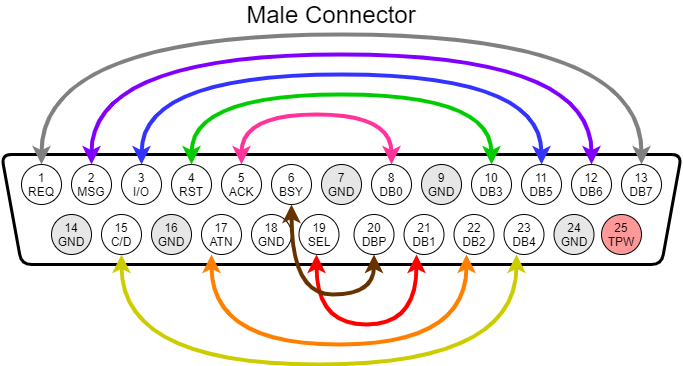 Male Connector
1 2 3 4 5 6 7 8 9 10 11 12 13
REQ MSG I/O RST ACK BSY GND DB0 GND DB3 DB5 DB6 DB7
14 15 16 17 18 19 20 21 22 23 24 25
GND C/D GND ATN GND SEL DBP DB1 DB2 DB4 GND TPW